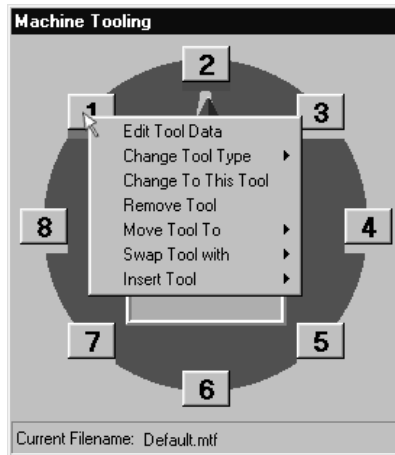 Machine Tooling
2
1
3
Edit Tool Data
Change Tool Type
Change To This Tool
Remove Tool
Move Tool To
Swap Tool with
Insert Tool
8
4
7
5
6
Current Filename: Default.mtf